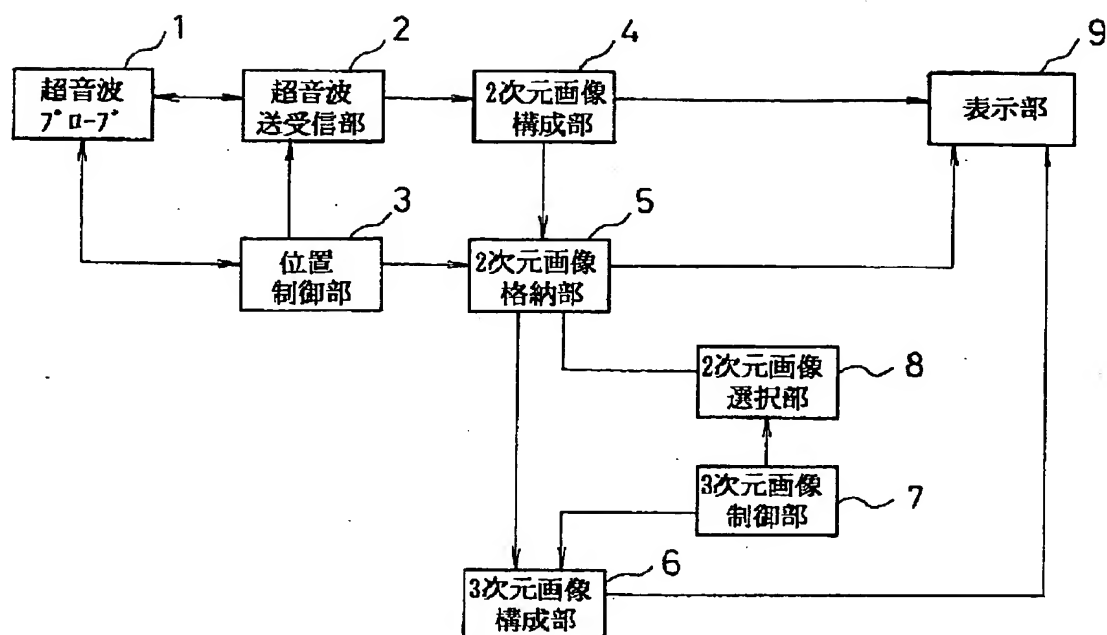 1
超音波
プローブ
2
超音波
送受信部
4
2次元画像
構成部
9
表示部
3
位置
制御部
5
2次元画像
格納部
2次元画像
選択部
8
3次元画像
制御部
7
3次元画像
構成部
6